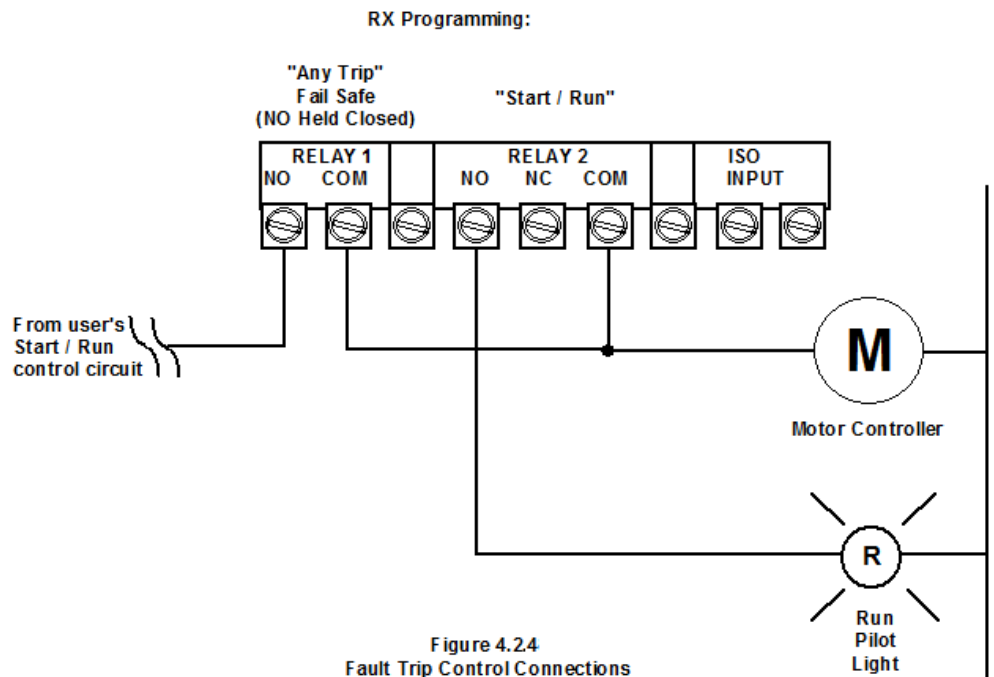 RX Programming:
"Any Trip"
Fail Safe
(NO Held Closed)
"Start / Run"
RELAY 1
NO COM
RELAY 2
NO NC COM
ISO
INPUT
From user's
Start / Run
control circuit
M
Motor Controller
R
Run
Pilot
Light
Figure 4.2.4
Fault Trip Control Connections